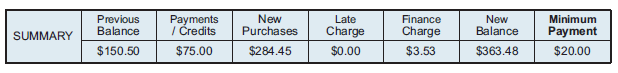 SUMMARY
Previous Balance
Payments / Credits
New Purchases
Late Charge
Finance Charge
New Balance
Minimum Payment
$150.50 $75.00 $284.45 $0.00 $3.53 $363.48 $20.00